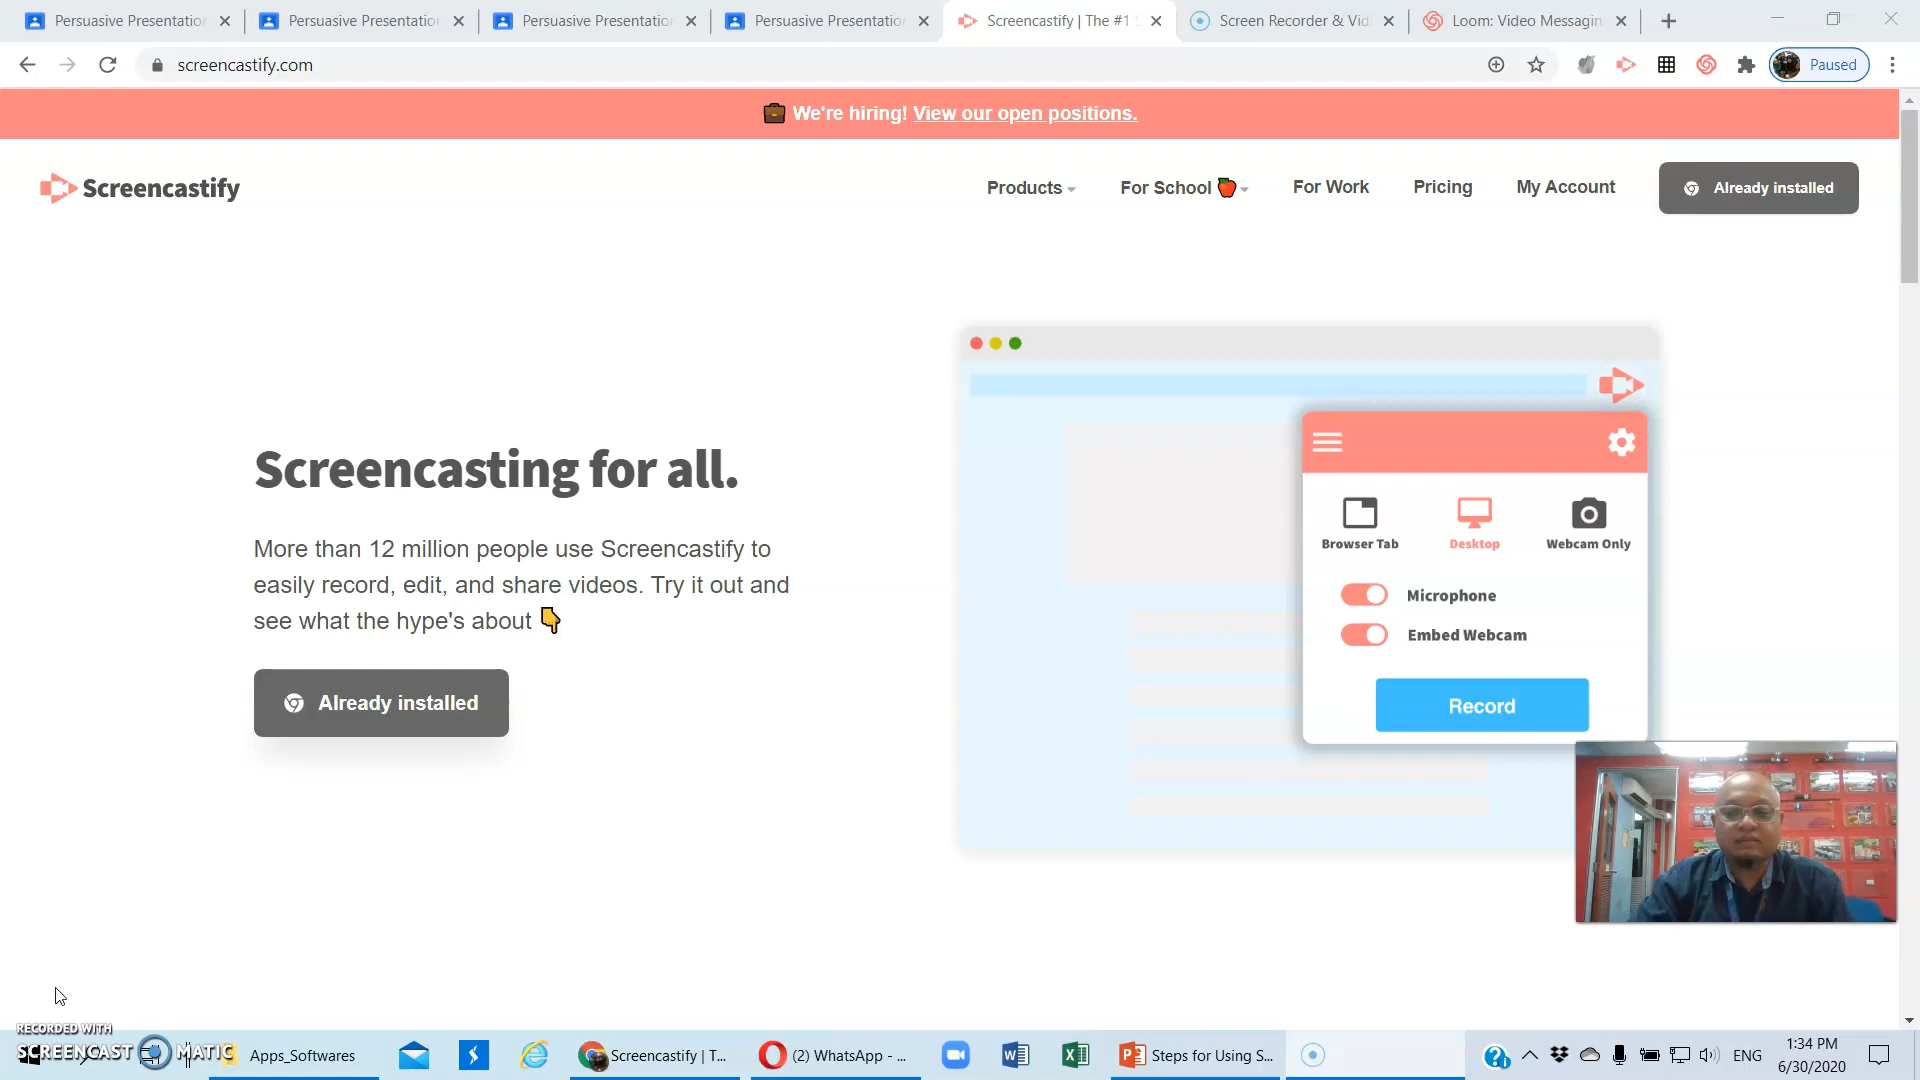 Persuasive Presentatio
Persuasive Presentatio
Persuasive Presentatio
Persuasive Presentatio
Screencastify | The #1
Screen Recorder & Vid
Loom: Video Messagin
screencastify.com
Paused
We're hiring! View our open positions.
Screencastify
Products
For School
For Work
Pricing
My Account
Already installed
Screencasting for all.
More than 12 million people use Screencastify to
easily record, edit, and share videos. Try it out and
see what the hype's about
Already installed
Browser Tab
Desktop
Webcam Only
Microphone
Embed Webcam
Record
RECORDED WITH
SCREENCAST MATIC
Apps_Softwares
Screencastify | T...
(2) WhatsApp - ...
Steps for Using S...
ENG
1:34 PM
6/30/2020